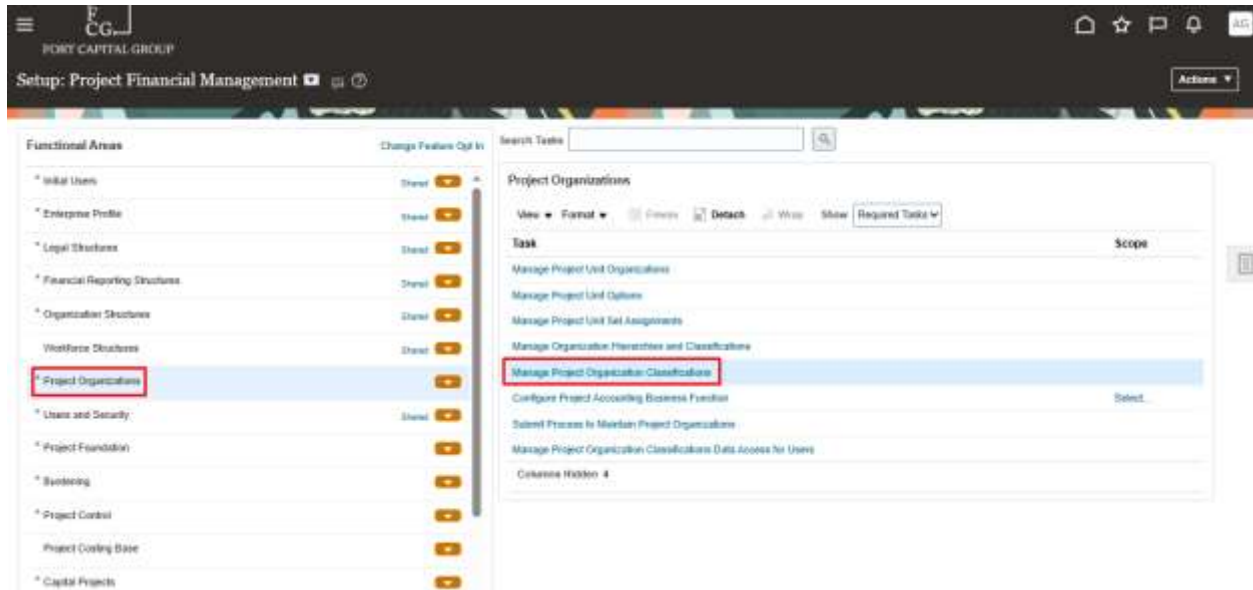 F
CG
FORT CAPITAL GROUP
AG
Setup: Project Financial Management
Actions
Functional Areas
Change Feature Opt In
Search Tasks
* Initial Users
Shared
* Enterprise Profile
Shared
* Legal Structures
Shared
* Financial Reporting Structures
Shared
* Organization Structures
Shared
Workforce Structures
Shared
* Project Organizations
* Users and Security
Shared
* Project Foundation
* Burdening
* Project Control
Project Costing Base
* Capital Projects
Project Organizations
View Format Freeze Detach Wrap Show Required Tasks
Task Scope
Manage Project Unit Organizations
Manage Project Unit Options
Manage Project Unit Set Assignments
Manage Organization Hierarchies and Classifications
Manage Project Organization Classifications
Configure Project Accounting Business Function Select...
Submit Process to Maintain Project Organizations
Manage Project Organization Classifications Data Access for Users
Columns Hidden 4